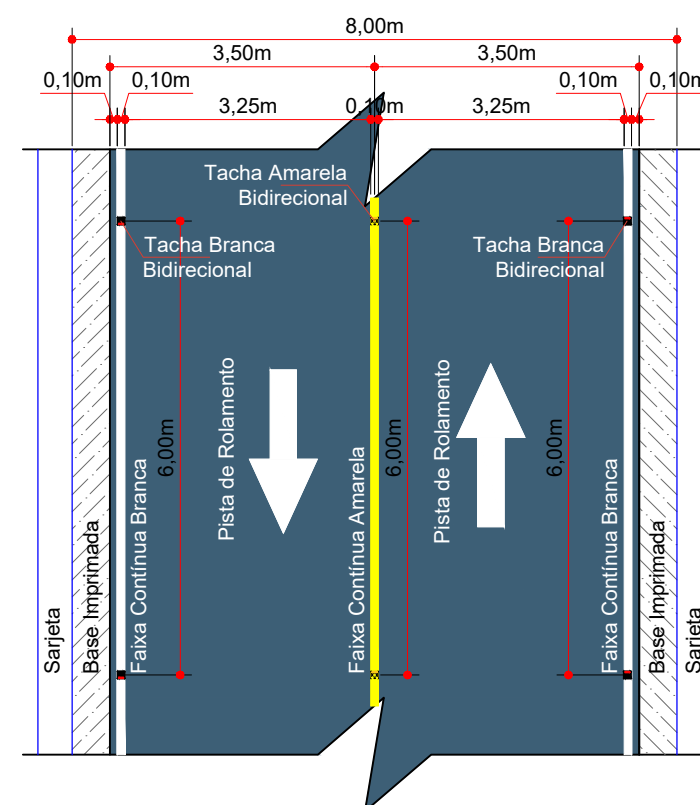 8,00m
3,50m
3,50m
0,10m
0,10m
0,10m
0,10m
3,25m
0,10m
3,25m
Tacha Amarela
Bidirecional
Tacha Branca
Bidirecional
Tacha Branca
Bidirecional
Sarjeta
Base Imprimada
Faixa Contínua Branca
6,00m
Pista de Rolamento
Faixa Contínua Amarela
6,00m
Pista de Rolamento
6,00m
Faixa Contínua Branca
Base Imprimada
Sarjeta